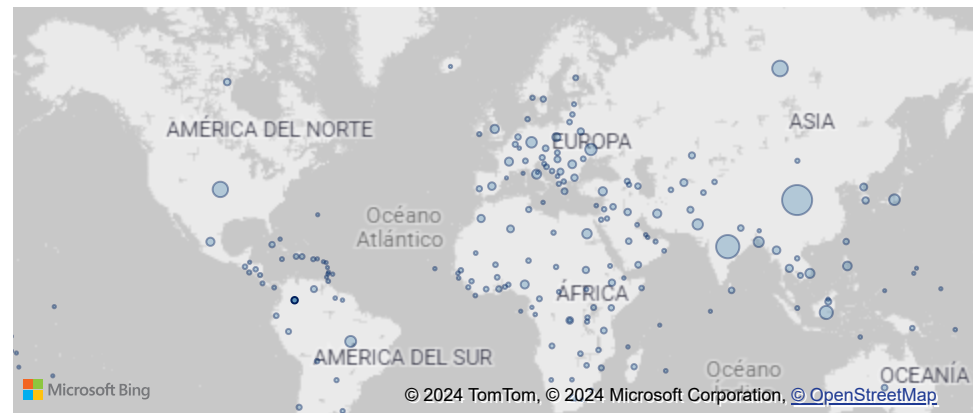 AMÉRICA DEL NORTE
EUROPA
ASIA
Océano
Atlántico
ÁFRICA
AMÉRICA DEL SUR
Océano
OCEANÍA
Microsoft Bing
© 2024 TomTom, © 2024 Microsoft Corporation, © OpenStreetMap